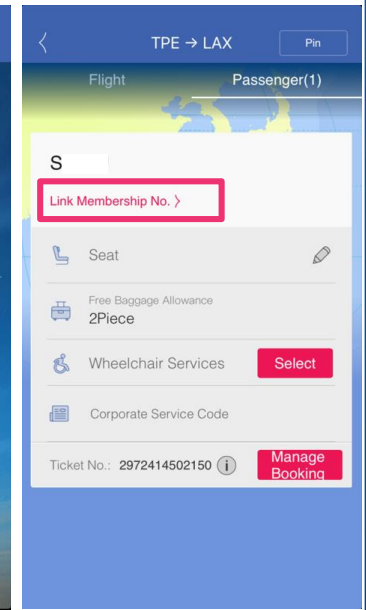 TPE → LAX
Pin
Flight
Passenger(1)
S
Link Membership No. 〉
Seat
Free Baggage Allowance
2Piece
Wheelchair Services
Select
Corporate Service Code
Ticket No.: 2972414502150 i
Manage
Booking